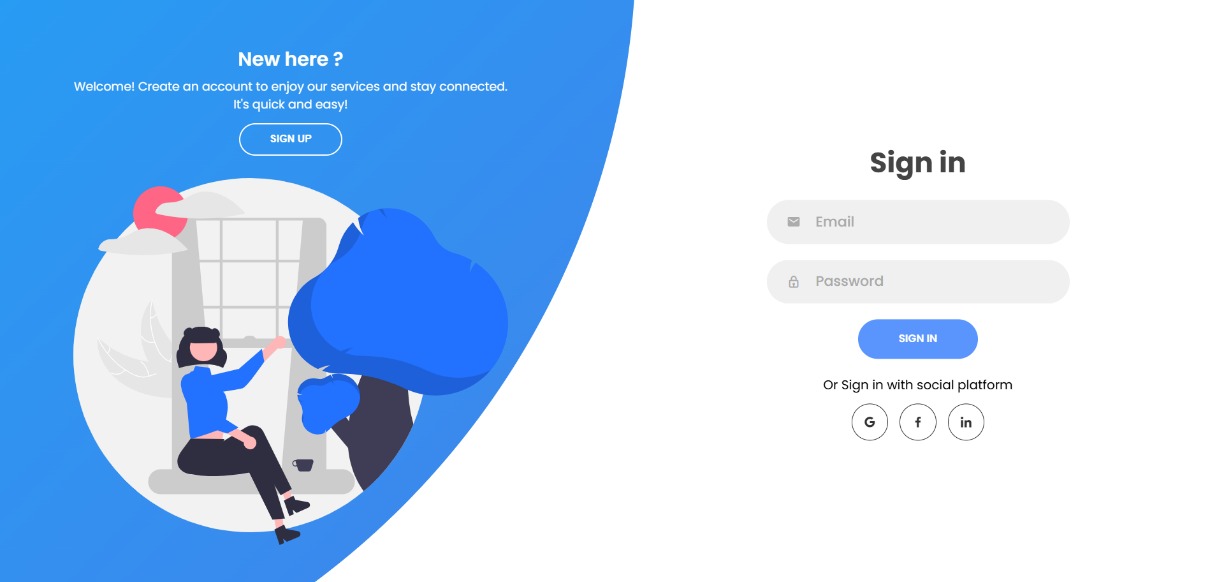 New here ?
Welcome! Create an account to enjoy our services and stay connected.
It's quick and easy!
SIGN UP
Sign in
Email
Password
SIGN IN
Or Sign in with social platform